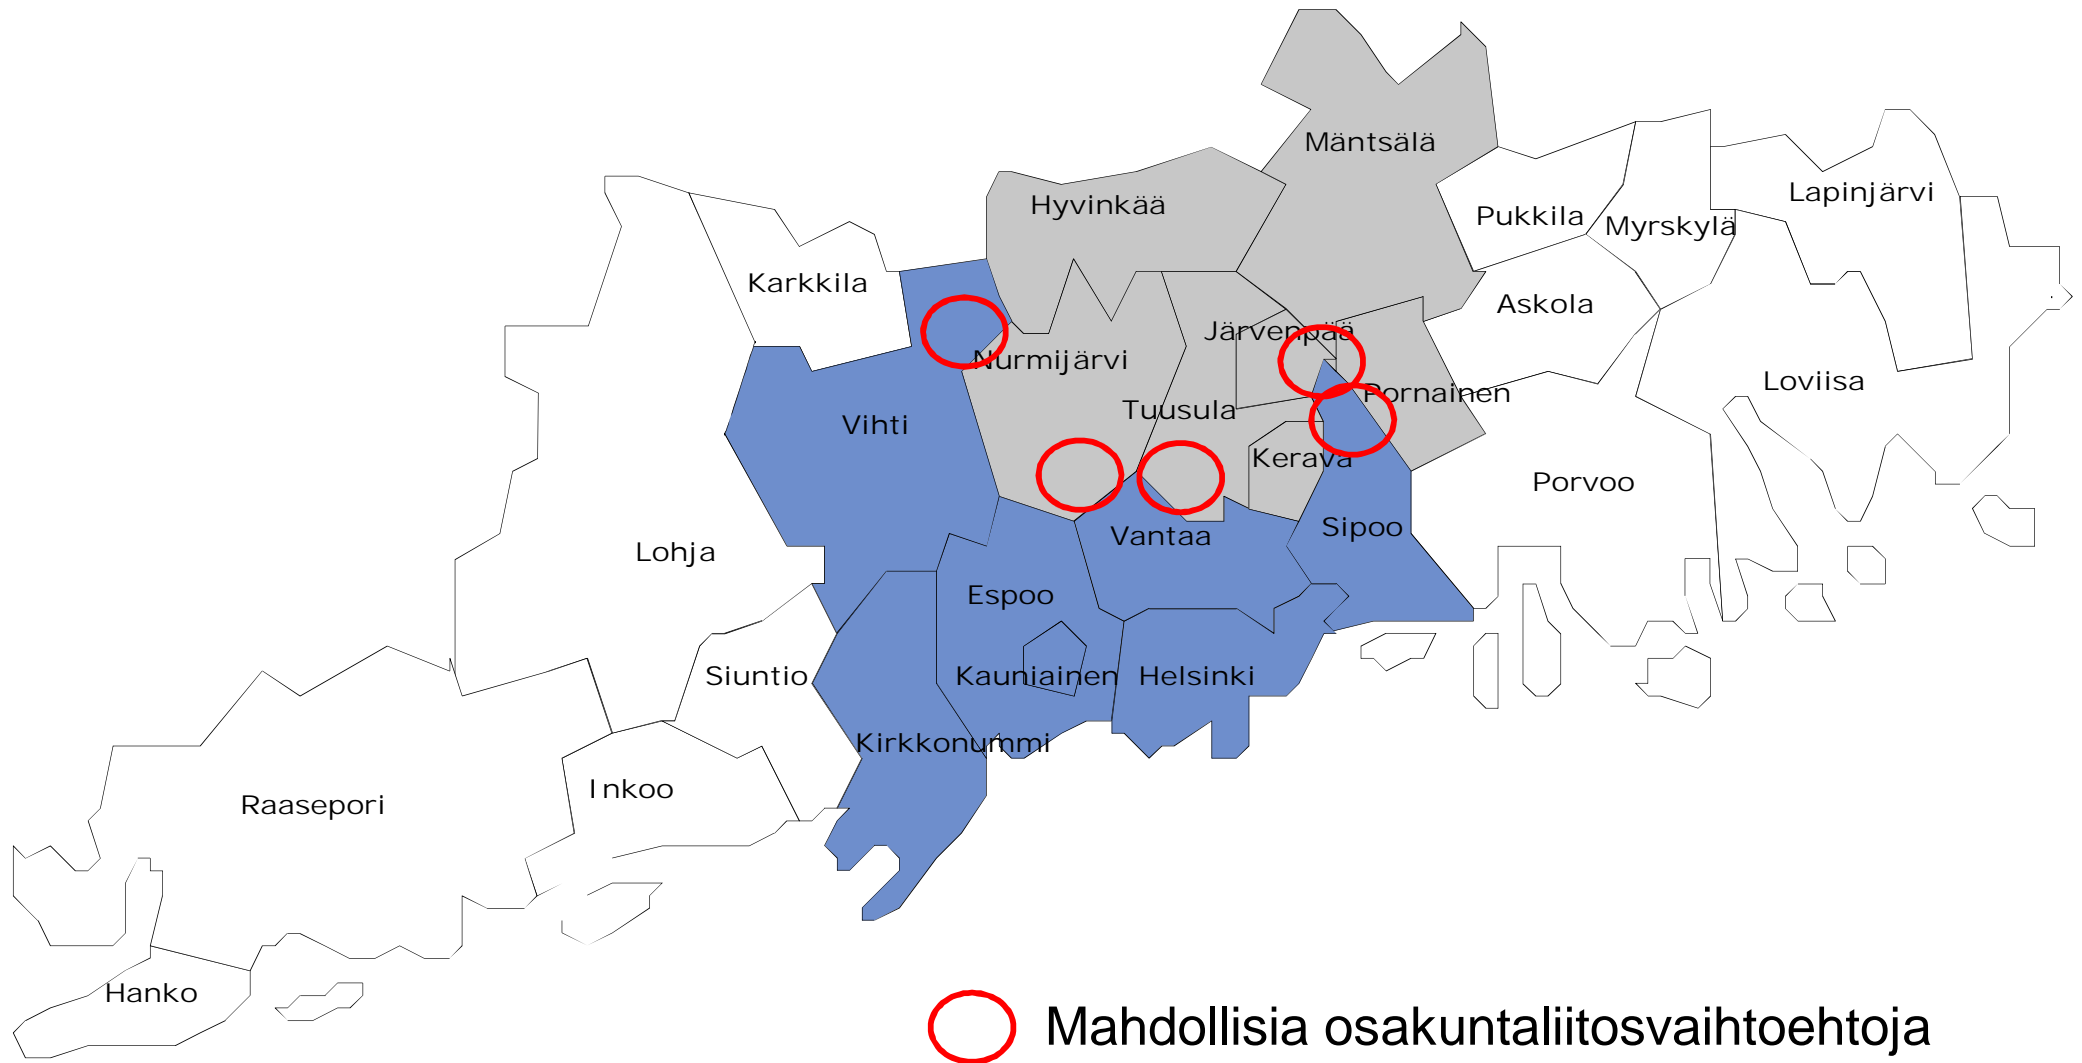 Mäntsälä
Hyvinkää
Lapinjärvi
Pukkila
Myrskylä
Karkkila
Askola
Järvenpää
Nurmijärvi
Loviisa
Pornainen
Tuusula
Vihti
Kerava
Porvoo
Sipoo
Vantaa
Lohja
Espoo
Siuntio
Kauniainen
Helsinki
Kirkkonummi
Inkoo
Raasepori
Hanko
Mahdollisia osakuntaliitosvaihtoehtoja